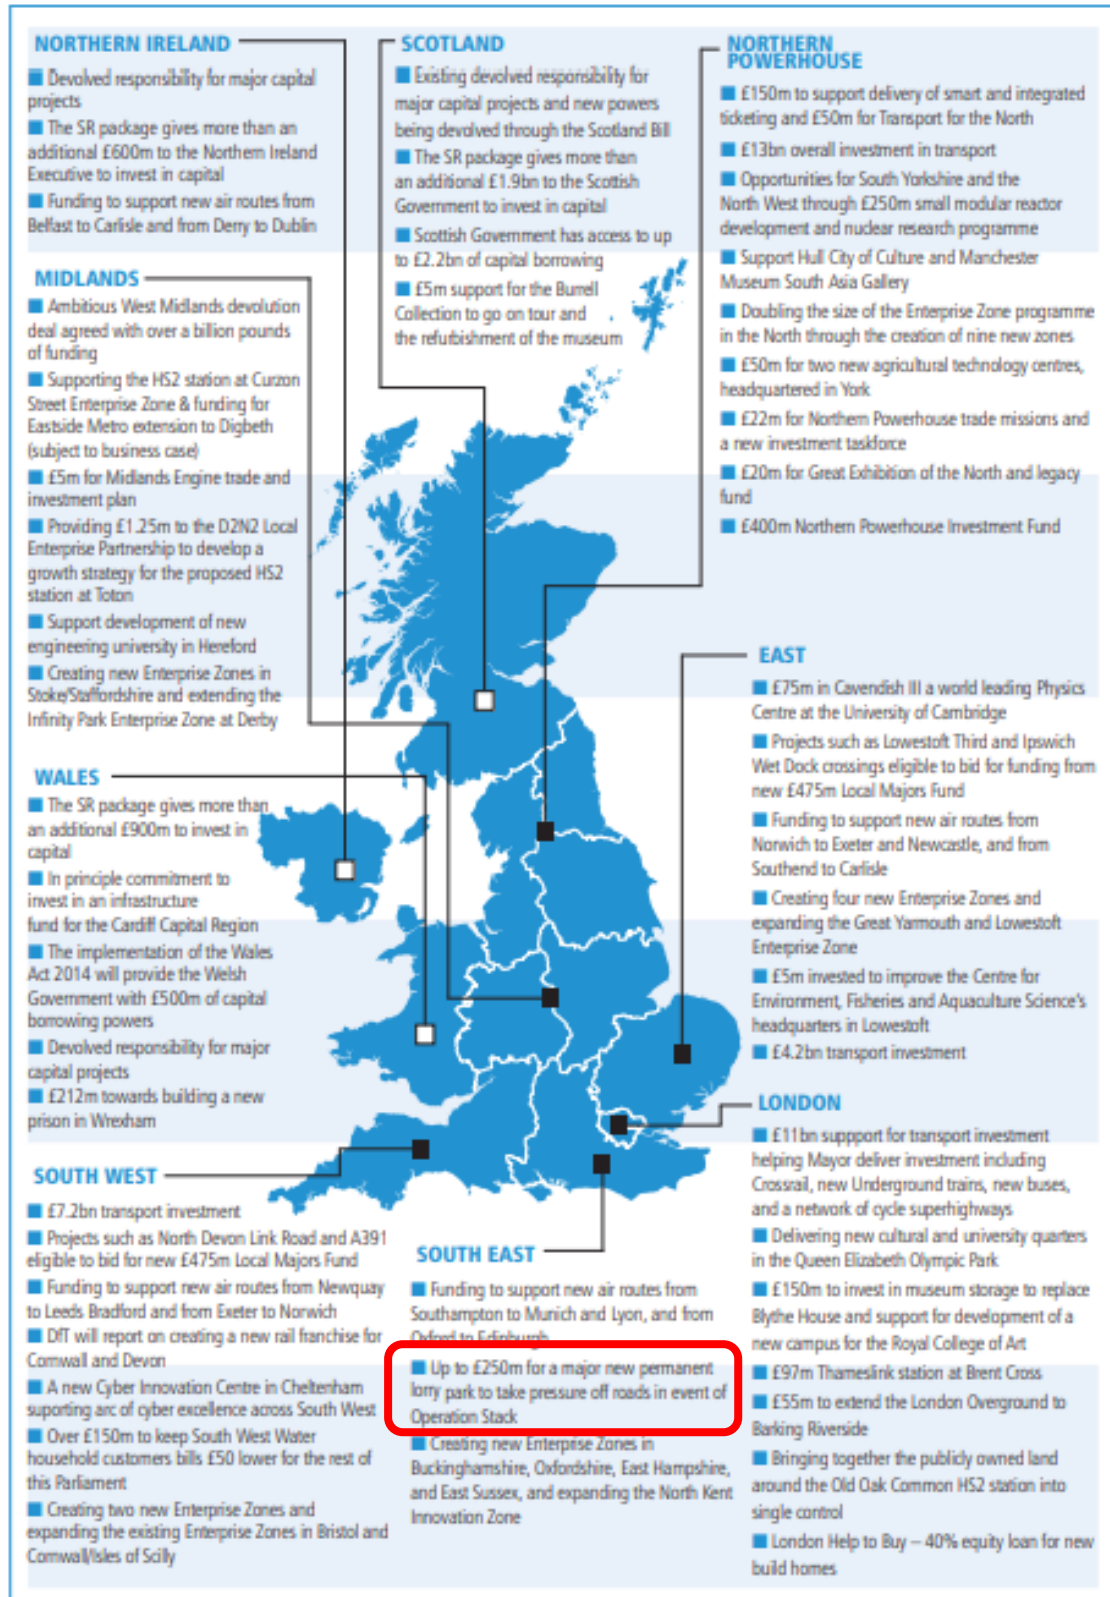 NORTHERN IRELAND
■ Devolved responsibility for major capital
projects
■ The SR package gives more than an
additional £600m to the Northern Ireland
Executive to invest in capital
■ Funding to support new air routes from
Belfast to Carlisle and from Derry to Dublin
MIDLANDS
■ Ambitious West Midlands devolution
deal agreed with over a billion pounds
of funding
■ Supporting the HS2 station at Curzon
Street Enterprise Zone & funding for
Eastside Metro extension to Digbeth
(subject to business case)
■ £5m for Midlands Engine trade and
investment plan
■ Providing £1.25m to the D2N2 Local
Enterprise Partnership to develop a
growth strategy for the proposed HS2
station at Toton
■ Support development of new
engineering university in Hereford
■ Creating new Enterprise Zones in
Stoke/Staffordshire and extending the
Infinity Park Enterprise Zone at Derby
WALES
■ The SR package gives more than
an additional £900m to invest in
capital
■ In principle commitment to
invest in an infrastructure
fund for the Cardiff Capital Region
■ The implementation of the Wales
Act 2014 will provide the Welsh
Government with £500m of capital
borrowing powers
■ Devolved responsibility for major
capital projects
■ £212m towards building a new
prison in Wrexham
SOUTH WEST
■ £7.2bn transport investment
■ Projects such as North Devon Link Road and A391
eligible to bid for new £475m Local Majors Fund
■ Funding to support new air routes from Newquay
to Leeds Bradford and from Exeter to Norwich
■ DfT will report on creating a new rail franchise for
Cornwall and Devon
■ A new Cyber Innovation Centre in Cheltenham
suporting arc of cyber excellence across South West
■ Over £150m to keep South West Water
household customers bills £50 lower for the rest of
this Parliament
■ Creating two new Enterprise Zones and
expanding the existing Enterprise Zones in Bristol and
Cornwall/Isles of Scilly
SCOTLAND
■ Existing devolved responsibility for
major capital projects and new powers
being devolved through the Scotland Bill
■ The SR package gives more than
an additional £1.9bn to the Scottish
Government to invest in capital
■ Scottish Government has access to up
to £2.2bn of capital borrowing
■ £5m support for the Burrell
Collection to go on tour and
the refurbishment of the museum
SOUTH EAST
■ Funding to support new air routes from
Southampton to Munich and Lyon, and from
Oxford to Edinburgh
■ Up to £250m for a major new permanent
lorry park to take pressure off roads in event of
Operation Stack
■ Creating new Enterprise Zones in
Buckinghamshire, Oxfordshire, East Hampshire,
and East Sussex, and expanding the North Kent
Innovation Zone
NORTHERN
POWERHOUSE
■ £150m to support delivery of smart and integrated
ticketing and £50m for Transport for the North
■ £13bn overall investment in transport
■ Opportunities for South Yorkshire and the
North West through £250m small modular reactor
development and nuclear research programme
■ Support Hull City of Culture and Manchester
Museum South Asia Gallery
■ Doubling the size of the Enterprise Zone programme
in the North through the creation of nine new zones
■ £50m for two new agricultural technology centres,
headquartered in York
■ £22m for Northern Powerhouse trade missions and
a new investment taskforce
■ £20m for Great Exhibition of the North and legacy
fund
■ £400m Northern Powerhouse Investment Fund
EAST
■ £75m in Cavendish III a world leading Physics
Centre at the University of Cambridge
■ Projects such as Lowestoft Third and Ipswich
Wet Dock crossings eligible to bid for funding from
new £475m Local Majors Fund
■ Funding to support new air routes from
Norwich to Exeter and Newcastle, and from
Southend to Carlisle
■ Creating four new Enterprise Zones and
expanding the Great Yarmouth and Lowestoft
Enterprise Zone
■ £5m invested to improve the Centre for
Environment, Fisheries and Aquaculture Science's
headquarters in Lowestoft
■ £4.2bn transport investment
LONDON
■ £11bn suppport for transport investment
helping Mayor deliver investment including
Crossrail, new Underground trains, new buses,
and a network of cycle superhighways
■ Delivering new cultural and university quarters
in the Queen Elizabeth Olympic Park
■ £150m to invest in museum storage to replace
Blythe House and support for development of a
new campus for the Royal College of Art
■ £97m Thameslink station at Brent Cross
■ £55m to extend the London Overground to
Barking Riverside
■ Bringing together the publicly owned land
around the Old Oak Common HS2 station into
single control
■ London Help to Buy – 40% equity loan for new
build homes